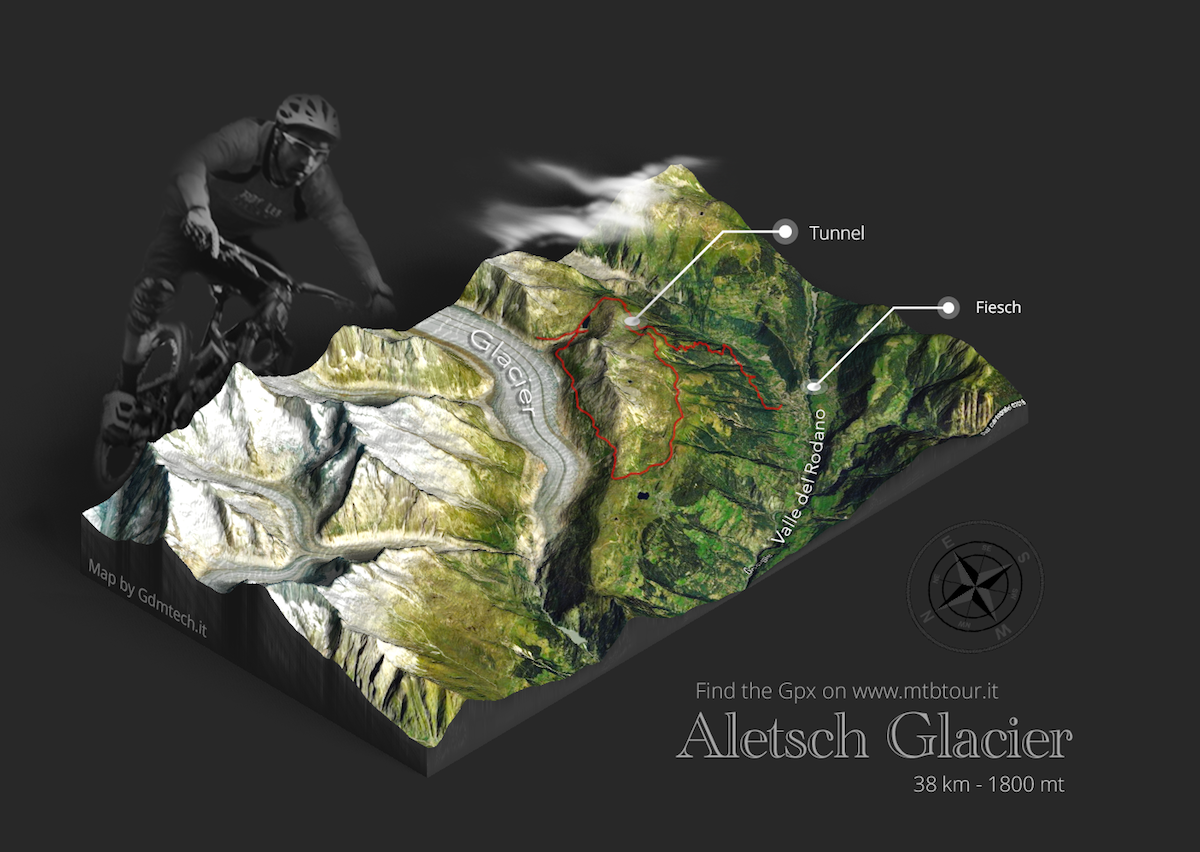 Tunnel
Fiesch
Glacier
Valle del Rodano
Map by Gdmtech.it
E
S
N
W
Find the Gpx on www.mtbtour.it
Aletsch Glacier
38 km - 1800 mt